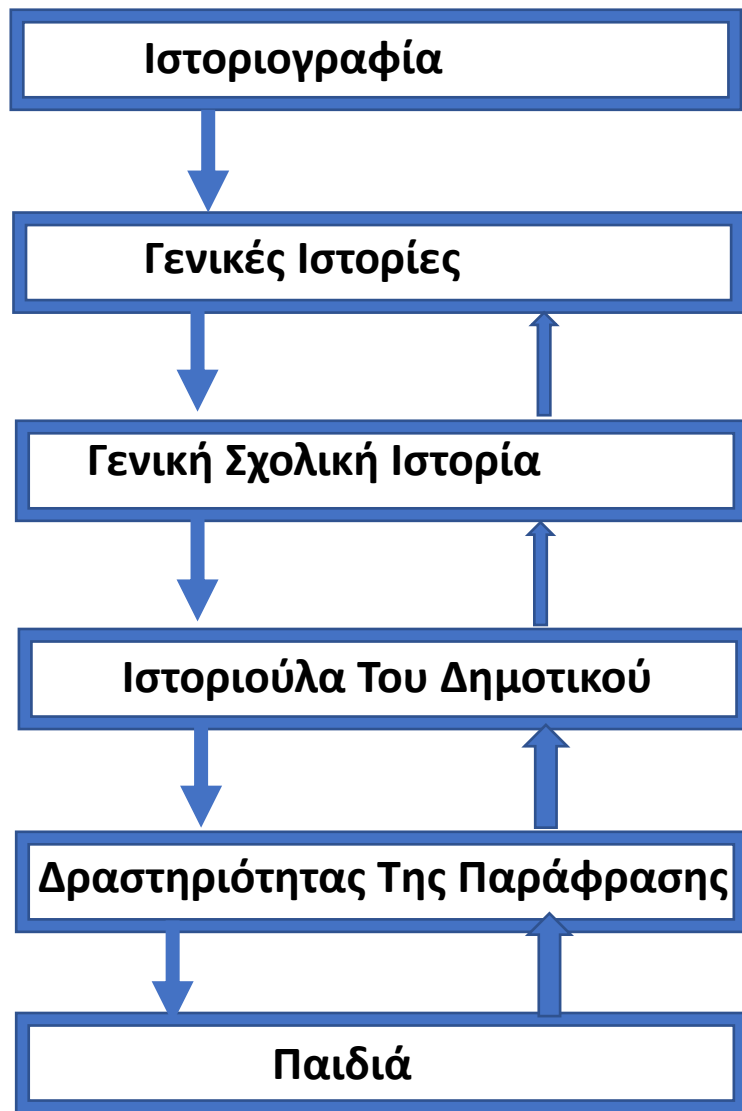 Ιστοριογραφία
Γενικές Ιστορίες
Γενική Σχολική Ιστορία
Ιστοριούλα Του Δημοτικού
Δραστηριότητας Της Παράφρασης
Παιδιά